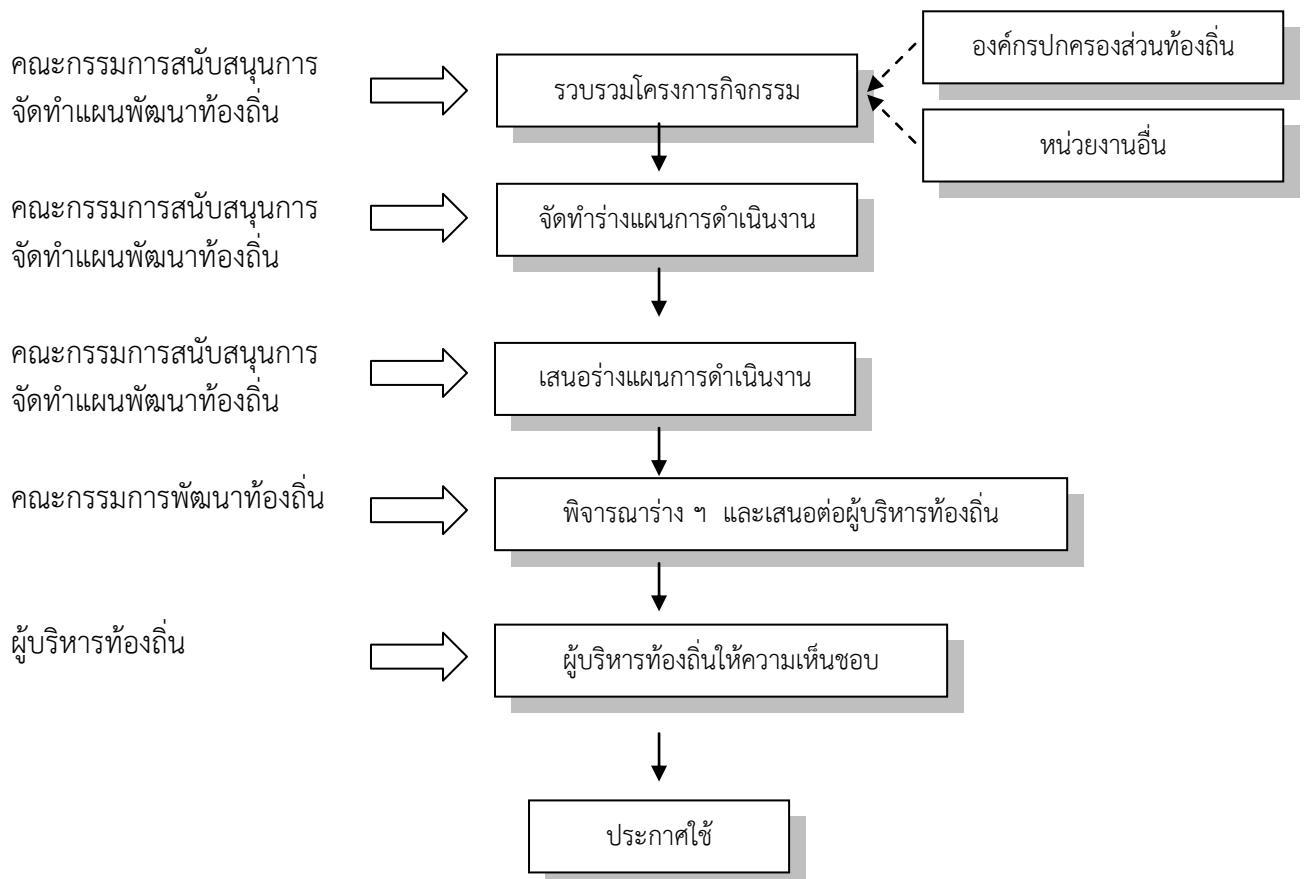 องค์กรปกครองส่วนท้องถิ่น
คณะกรรมการสนับสนุนการ
จัดทำแผนพัฒนาท้องถิ่น
รวบรวมโครงการกิจกรรม
หน่วยงานอื่น
คณะกรรมการสนับสนุนการ
จัดทำแผนพัฒนาท้องถิ่น
จัดทำร่างแผนการดำเนินงาน
คณะกรรมการสนับสนุนการ
จัดทำแผนพัฒนาท้องถิ่น
เสนอร่างแผนการดำเนินงาน
คณะกรรมการพัฒนาท้องถิ่น
พิจารณาร่าง ฯ และเสนอต่อผู้บริหารท้องถิ่น
ผู้บริหารท้องถิ่น
ผู้บริหารท้องถิ่นให้ความเห็นชอบ
ประกาศใช้